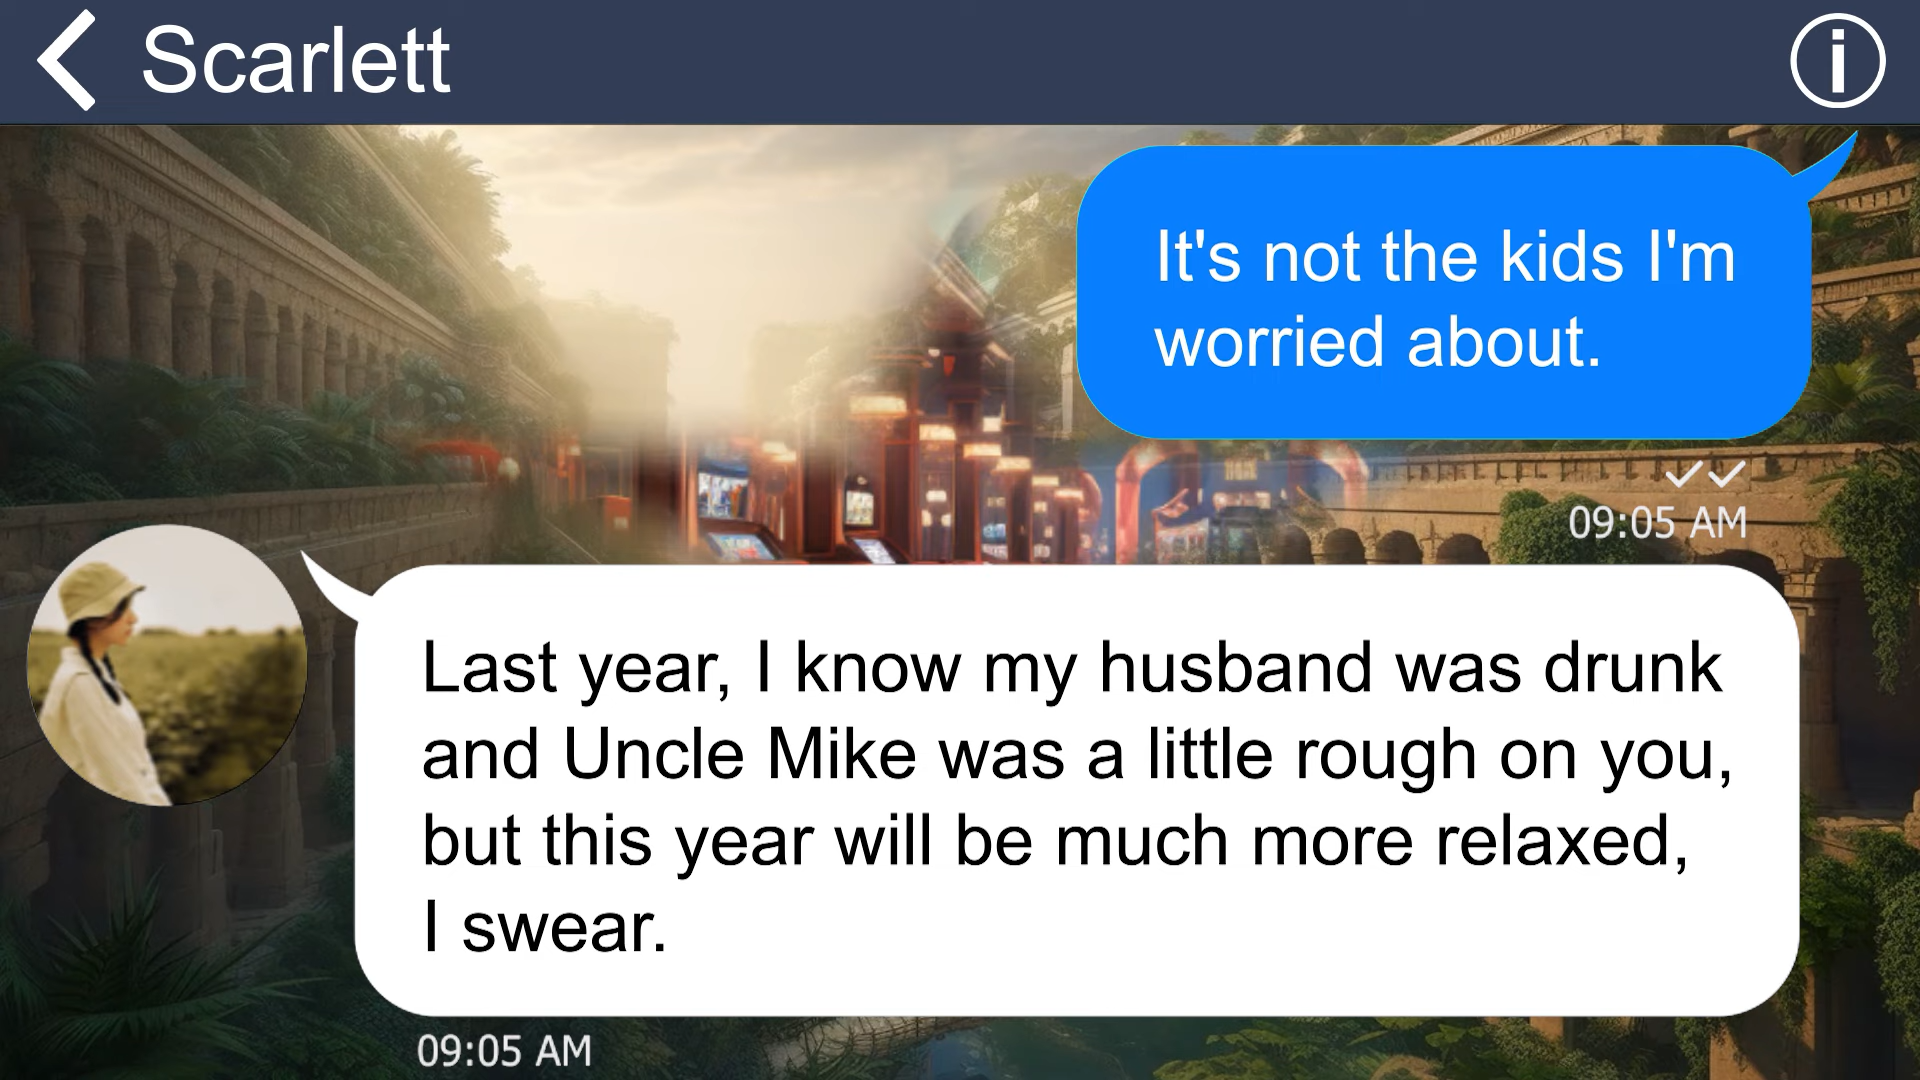 Scarlett
It's not the kids I'm
worried about.
09:05 AM
Last year, I know my husband was drunk
and Uncle Mike was a little rough on you,
but this year will be much more relaxed,
I swear.
09:05 AM